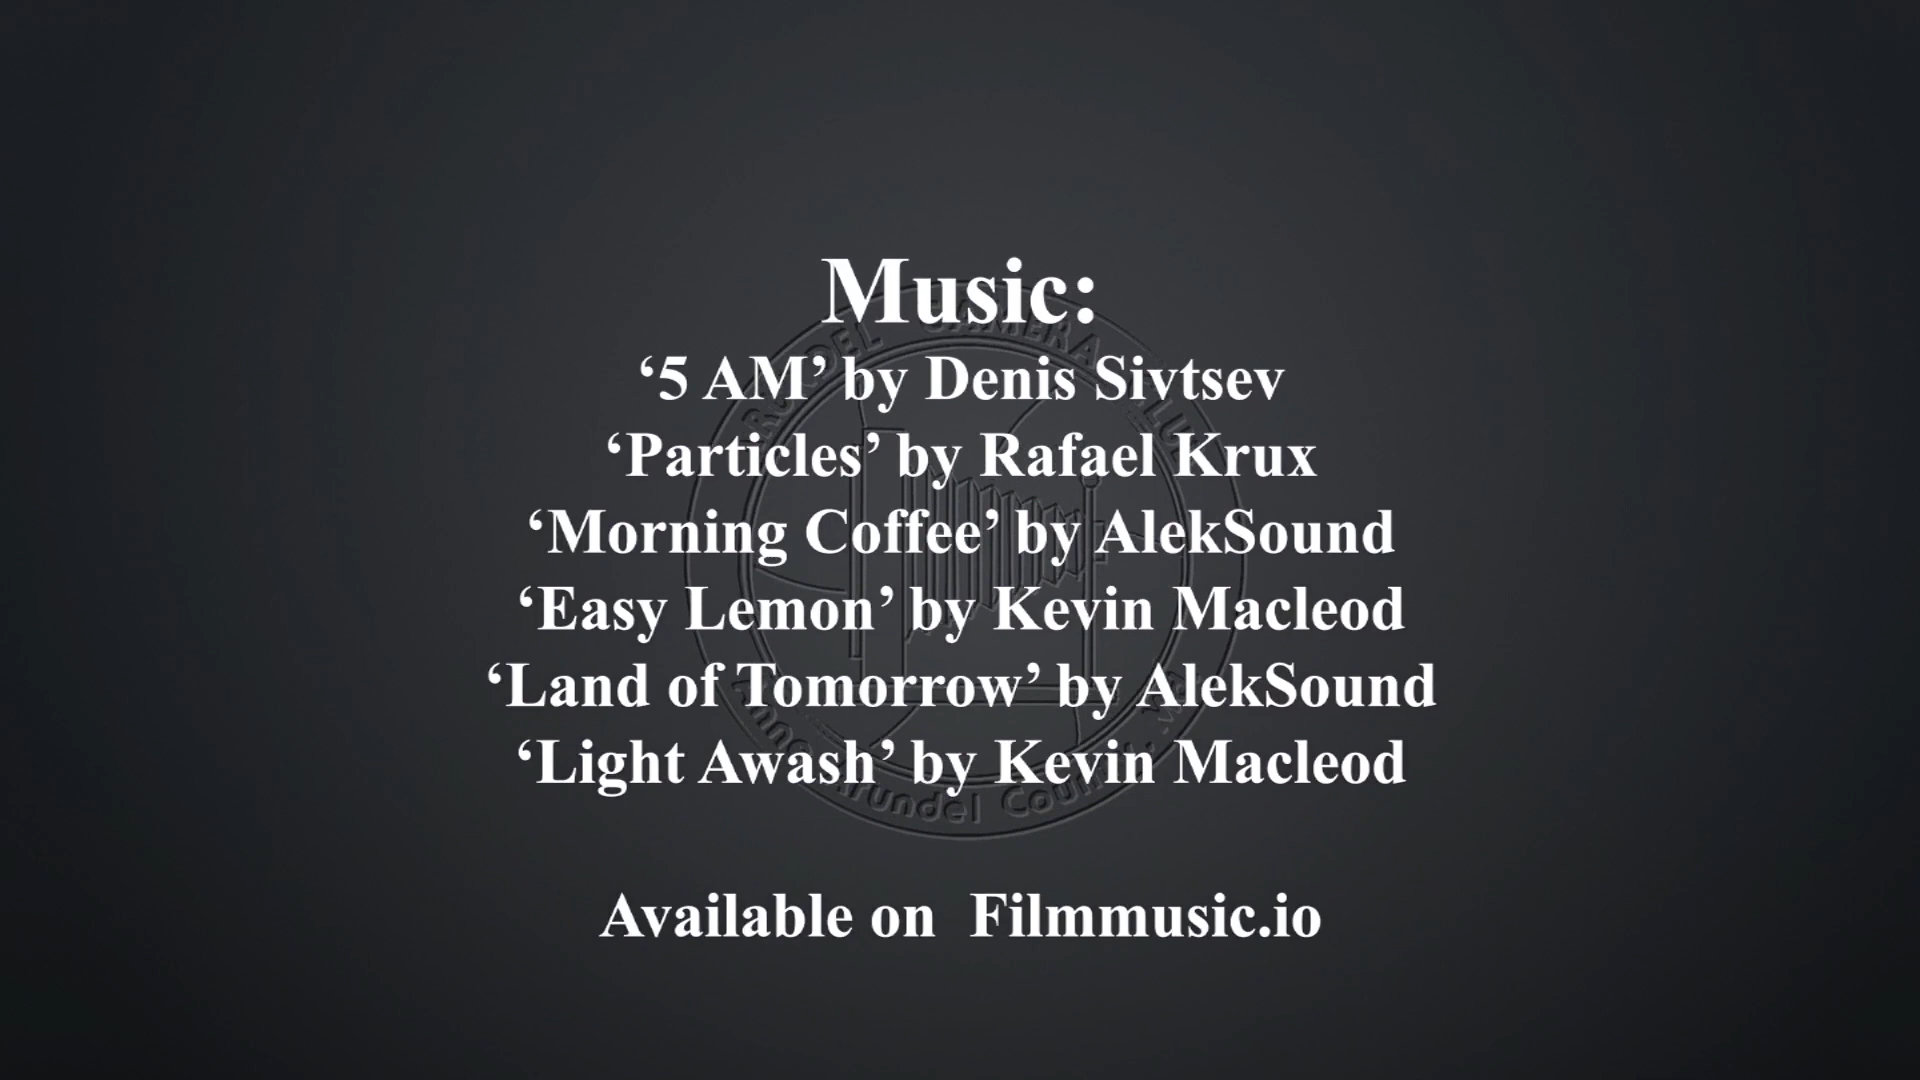 Music:
‘5 AM’ by Denis Sivtsev
‘Particles’ by Rafael Krux
‘Morning Coffee’ by AlekSound
‘Easy Lemon’ by Kevin Macleod
‘Land of Tomorrow’ by AlekSound
‘Light Awash’ by Kevin Macleod
Available on  Filmmusic.io